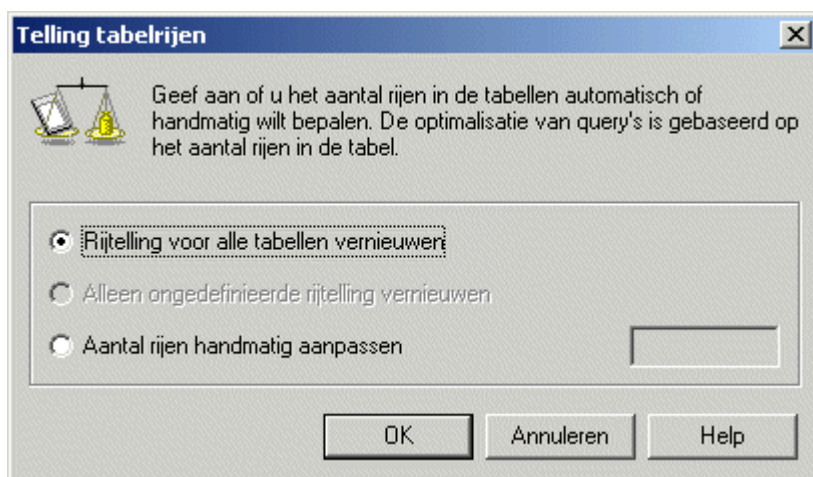 Telling tabelrijen
Geef aan of u het aantal rijen in de tabellen automatisch of
handmatig wilt bepalen. De optimalisatie van query's is gebaseerd op
het aantal rijen in de tabel.
Rijtelling voor alle tabellen vernieuwen
Alleen ongedefinieerde rijtelling vernieuwen
Aantal rijen handmatig aanpassen
OK
Annuleren
Help